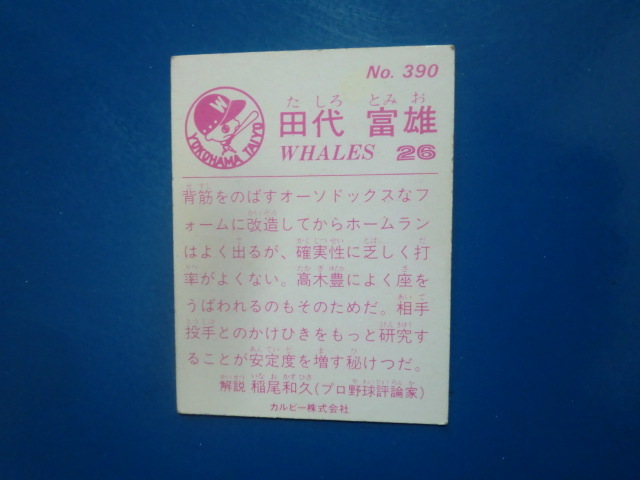 No. 390
た しろ とみ お
田代 富雄
YOKOHAMA TAIYO
W
WHALES 26
背筋をのばすオーソドックスなフ
ォームに改造してからホームラン
はよく出るが、確実性に乏しく打
率がよくない。高木豊によく座を
うばわれるのもそのためだ。相手
投手とのかけひきをもっと研究す
ることが安定度を増す秘けつだ。
解説 稲尾和久(プロ野球評論家)
カルビー株式会社